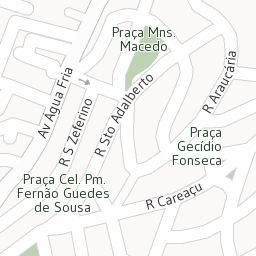 Praça Mns.
Macedo
Av Água Fria
R S Zeferino
R Sto Adalberto
R Araucária
Praça
Gecídio
Fonseca
Praça Cel. Pm.
Fernão Guedes
de Sousa
R Careaçu